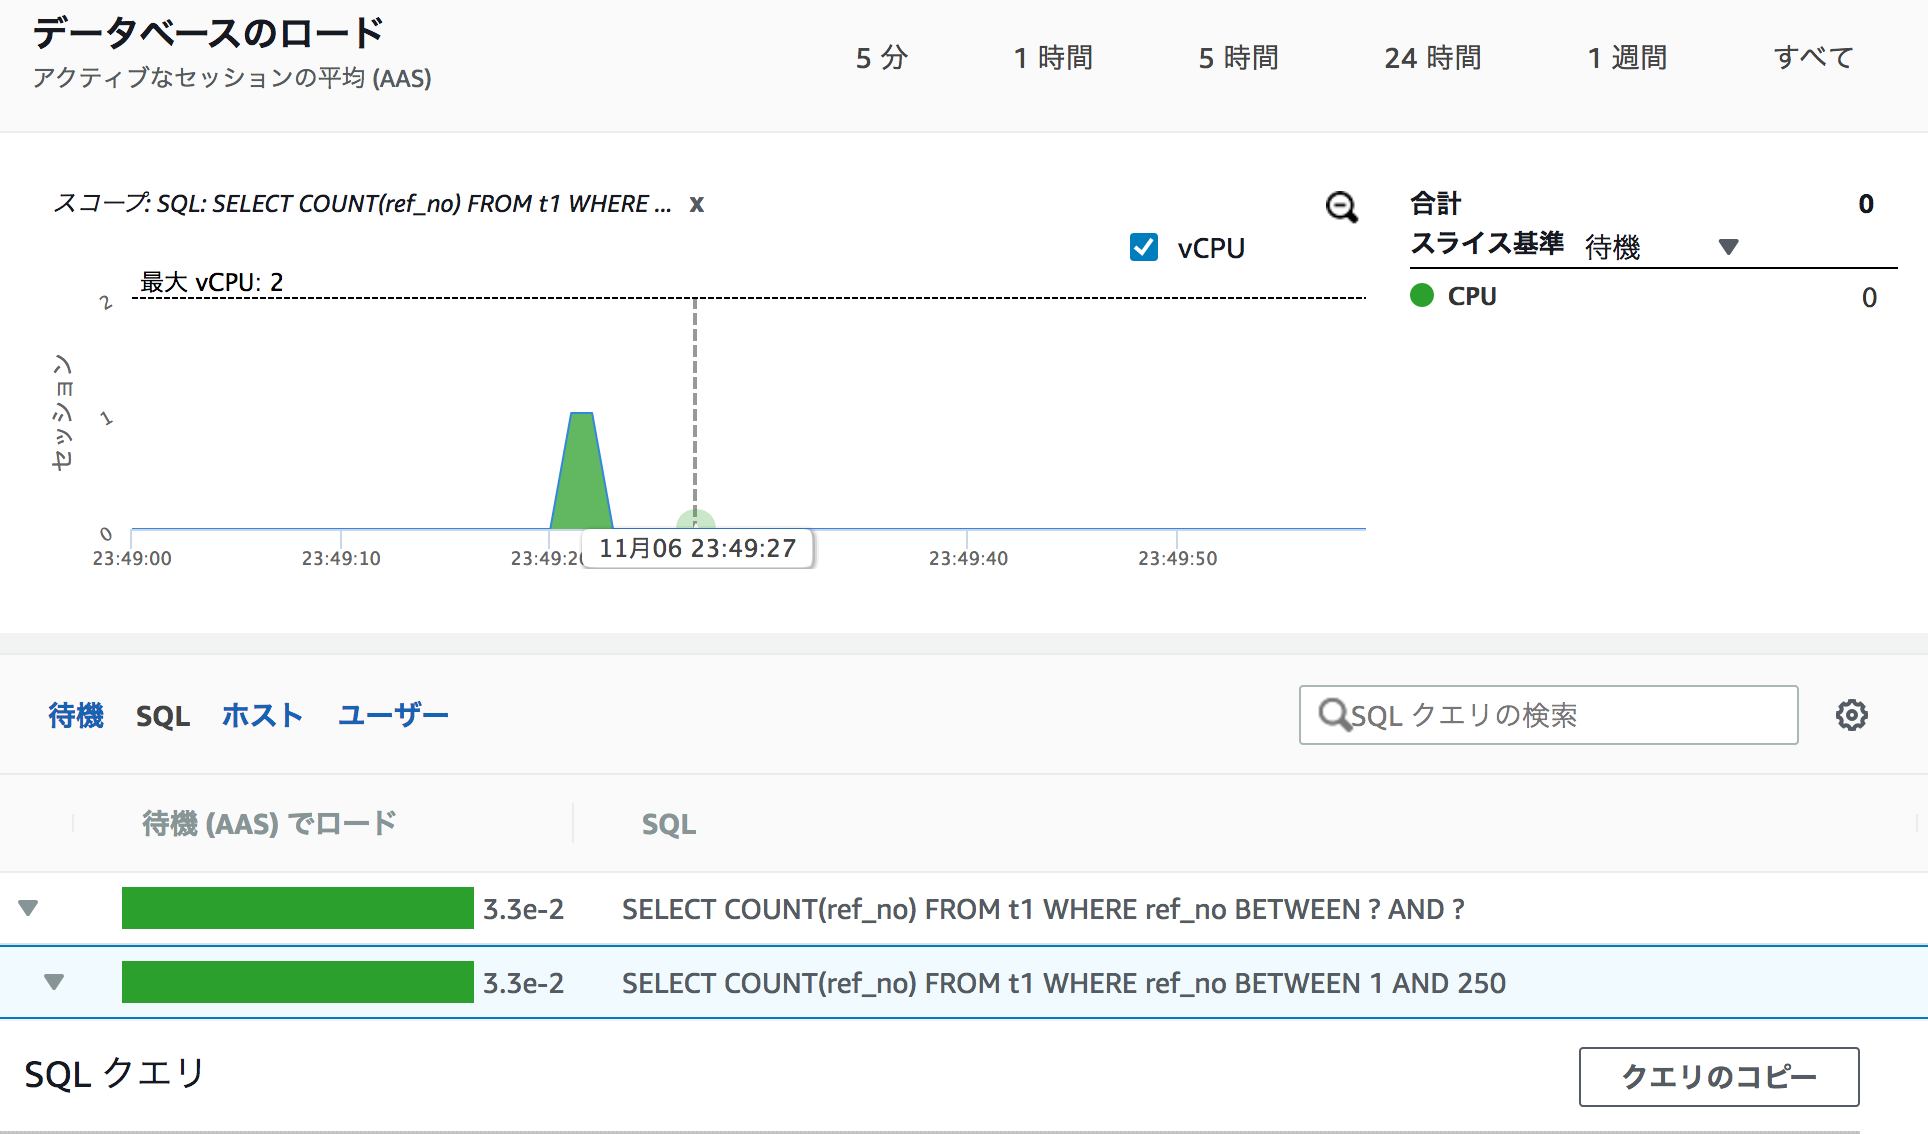 データベースのロード
アクティブなセッションの平均 (AAS)
5 分 1 時間 5 時間 24 時間 1 週間 すべて
スコープ: SQL: SELECT COUNT(ref_no) FROM t1 WHERE ... x
vCPU
合計 0
スライス基準 待機
CPU 0
最大 vCPU: 2
2
セッション
1
0
23:49:00 23:49:10 23:49:20 23:49:40 23:49:50
11月06 23:49:27
待機 SQL ホスト ユーザー
SQL クエリの検索
待機 (AAS) でロード SQL
3.3e-2 SELECT COUNT(ref_no) FROM t1 WHERE ref_no BETWEEN ? AND ?
3.3e-2 SELECT COUNT(ref_no) FROM t1 WHERE ref_no BETWEEN 1 AND 250
SQL クエリ
クエリのコピー